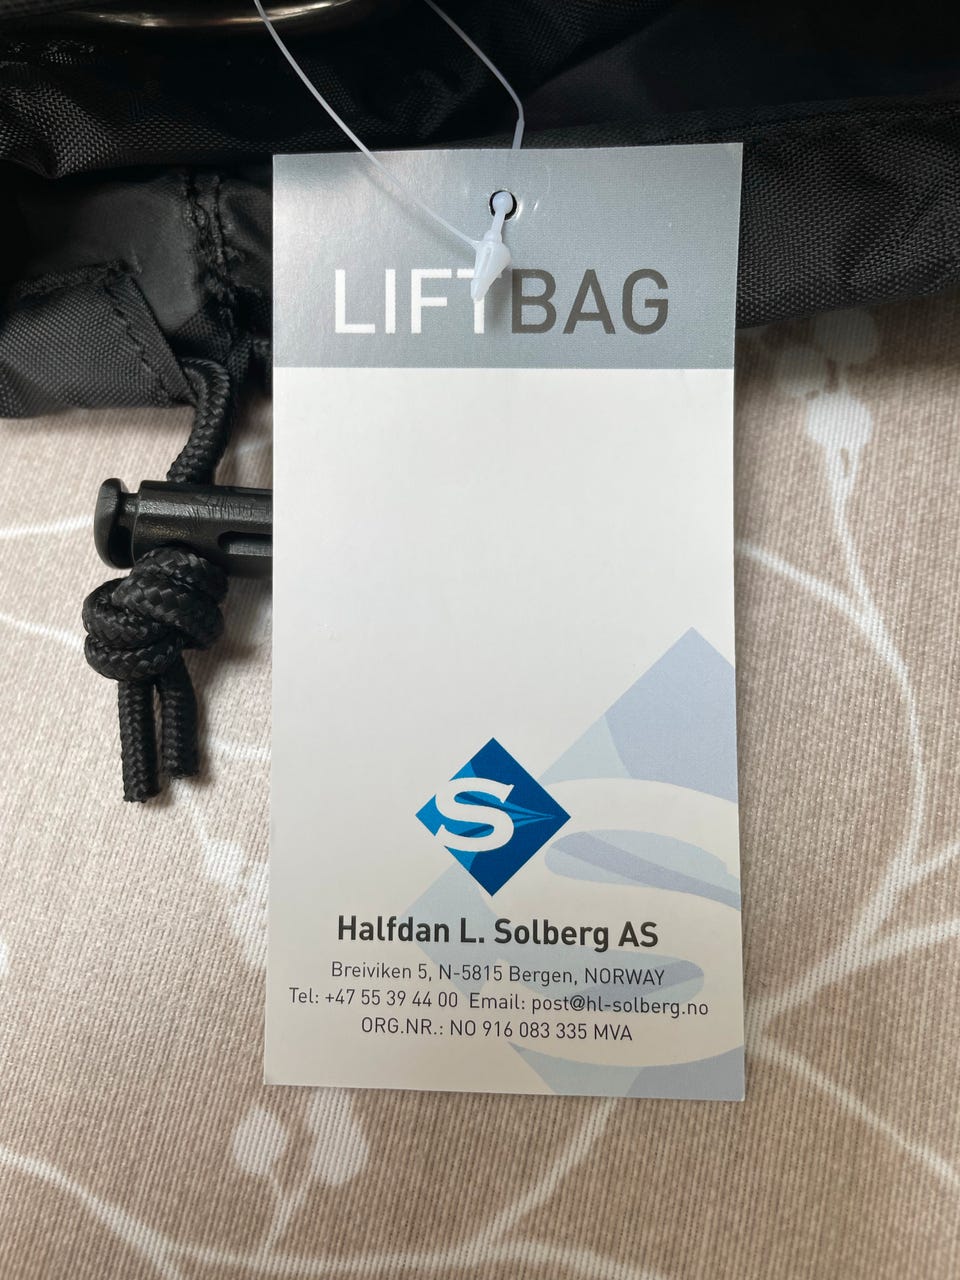 LIFTBAG
S
Halfdan L. Solberg AS
Breiviken 5, N-5815 Bergen, NORWAY
Tel: +47 55 39 44 00 Email: post@hl-solberg.no
ORG.NR.: NO 916 083 335 MVA